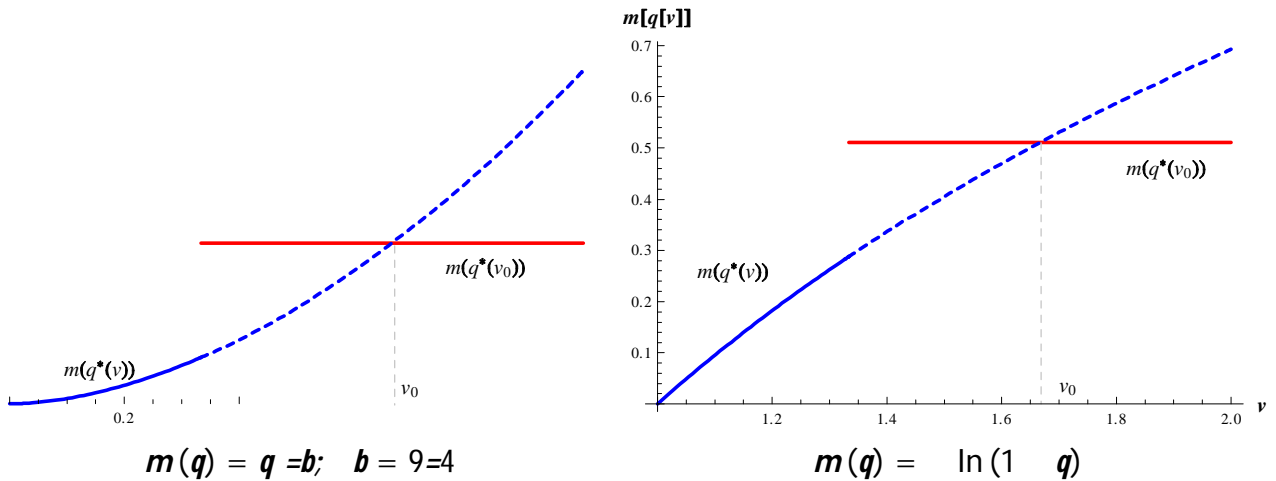 m[q[v]]
0.7
0.6
0.5
0.4
0.3
0.2
0.1
m(q*(v₀))
m(q*(v₀))
m(q*(v))
m(q*(v))
v₀
v₀
0.2
1.2
1.4
1.6
1.8
2.0
v
m (q) = q =b; b = 9=4
m (q) = ln (1 q)